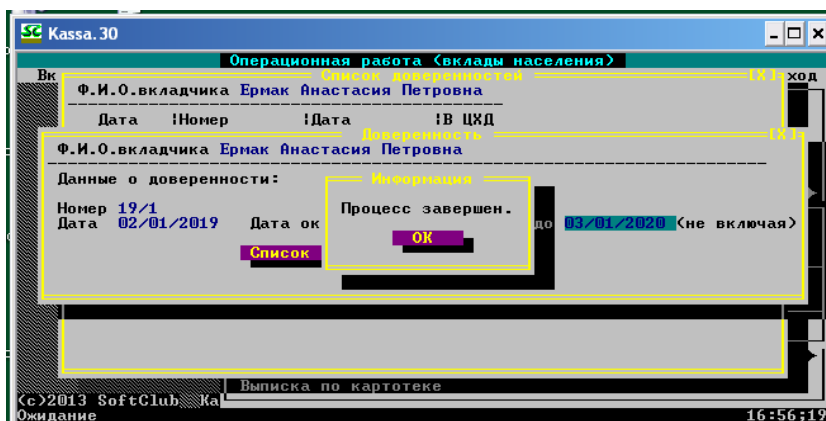 Kassa.30
Операционная работа (вклады населения)
Вк
Список доверенностей
[X]
ход
Ф.И.О.вкладчика Ермак Анастасия Петровна
Дата !Номер !Дата !В ЦХД
Доверенность
[X]
Ф.И.О.вкладчика Ермак Анастасия Петровна
Данные о доверенности:
Информация
Номер 19/1
Процесс завершен.
Дата 02/01/2019 Дата ок
до 03/01/2020 (не включая)
OK
Список
Выписка по картотеке
(c)2013 SoftClub Ка
Ожидание
16:56:19